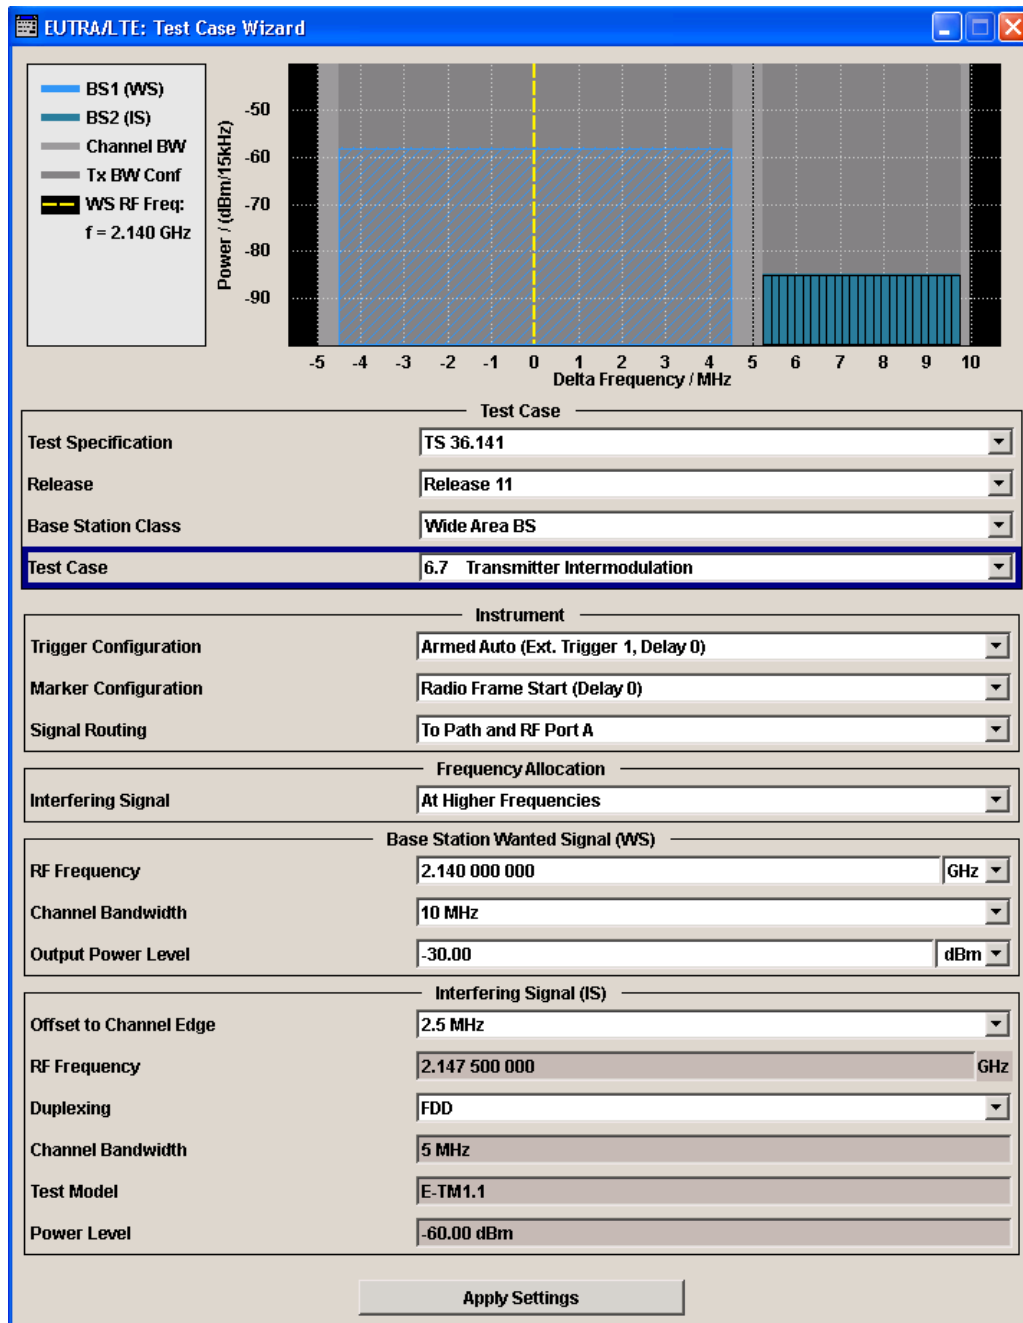 EUTRA/LTE: Test Case Wizard
BS1 (WS)
BS2 (IS)
Channel BW
Tx BW Conf
WS RF Freq:
f = 2.140 GHz
Power / (dBm/15kHz)
-50
-60
-70
-80
-90
-5 -4 -3 -2 -1 0 1 2 3 4 5 6 7 8 9 10
Delta Frequency / MHz
Test Case
Test Specification TS 36.141
Release Release 11
Base Station Class Wide Area BS
Test Case 6.7 Transmitter Intermodulation
Instrument
Trigger Configuration Armed Auto (Ext. Trigger 1, Delay 0)
Marker Configuration Radio Frame Start (Delay 0)
Signal Routing To Path and RF Port A
Frequency Allocation
Interfering Signal At Higher Frequencies
Base Station Wanted Signal (WS)
RF Frequency 2.140 000 000 GHz
Channel Bandwidth 10 MHz
Output Power Level -30.00 dBm
Interfering Signal (IS)
Offset to Channel Edge 2.5 MHz
RF Frequency 2.147 500 000 GHz
Duplexing FDD
Channel Bandwidth 5 MHz
Test Model E-TM1.1
Power Level -60.00 dBm
Apply Settings